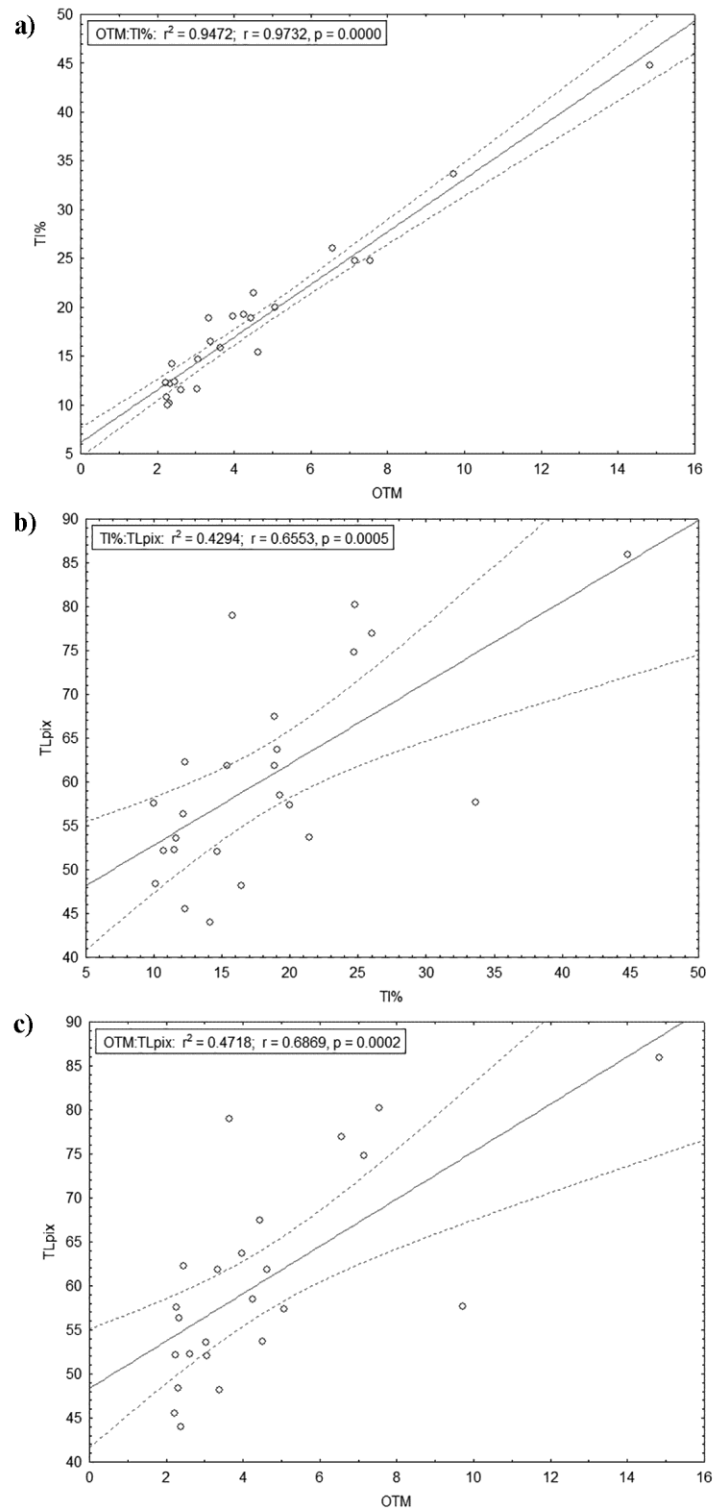 a)
OTM:TI%: r² = 0.9472; r = 0.9732, p = 0.0000
50
45
40
35
30
25
20
15
10
5
TI%
0 2 4 6 8 10 12 14 16
OTM
b)
TI%:TLpix: r² = 0.4294; r = 0.6553, p = 0.0005
90
85
80
75
70
65
60
55
50
45
40
TLpix
5 10 15 20 25 30 35 40 45 50
TI%
c)
OTM:TLpix: r² = 0.4718; r = 0.6869, p = 0.0002
90
85
80
75
70
65
60
55
50
45
40
TLpix
0 2 4 6 8 10 12 14 16
OTM